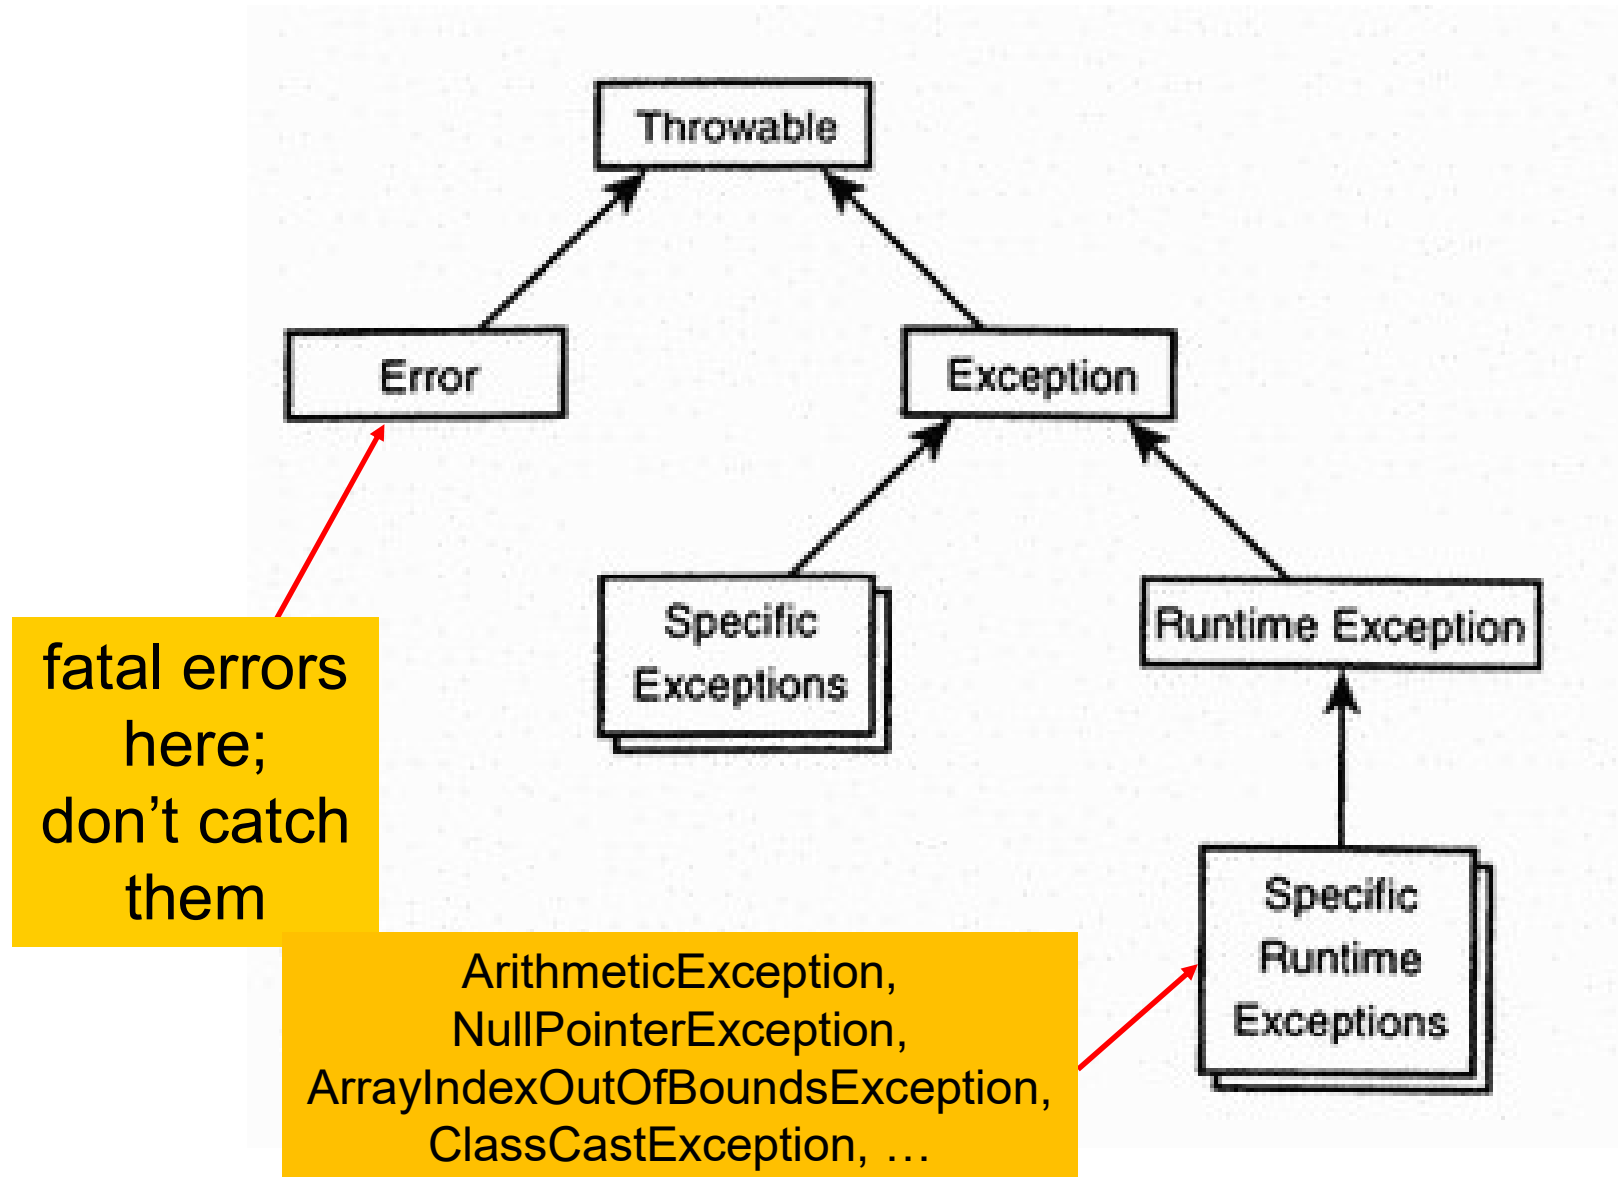 Throwable
Error
Exception
Specific
Exceptions
Runtime Exception
fatal errors
here;
don’t catch
them
Specific
Runtime
Exceptions
ArithmeticException,
NullPointerException,
ArrayIndexOutOfBoundsException,
ClassCastException, …